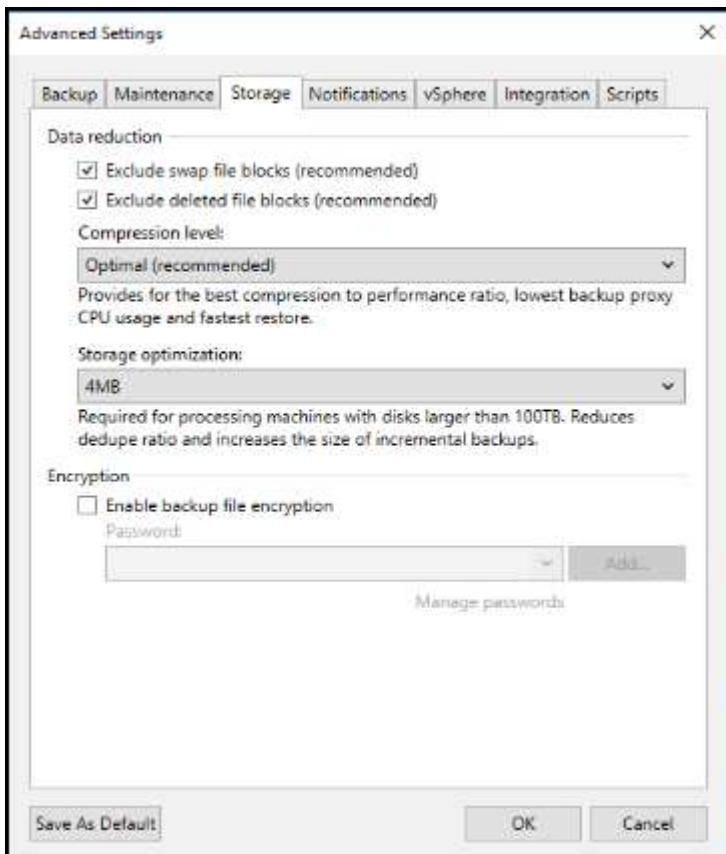 Advanced Settings
Backup Maintenance Storage Notifications vSphere Integration Scripts
Data reduction
Exclude swap file blocks (recommended)
Exclude deleted file blocks (recommended)
Compression level:
Optimal (recommended)
Provides for the best compression to performance ratio, lowest backup proxy
CPU usage and fastest restore.
Storage optimization:
4MB
Required for processing machines with disks larger than 100TB. Reduces
dedupe ratio and increases the size of incremental backups.
Encryption
Enable backup file encryption
Password:
Add...
Manage passwords
Save As Default OK Cancel